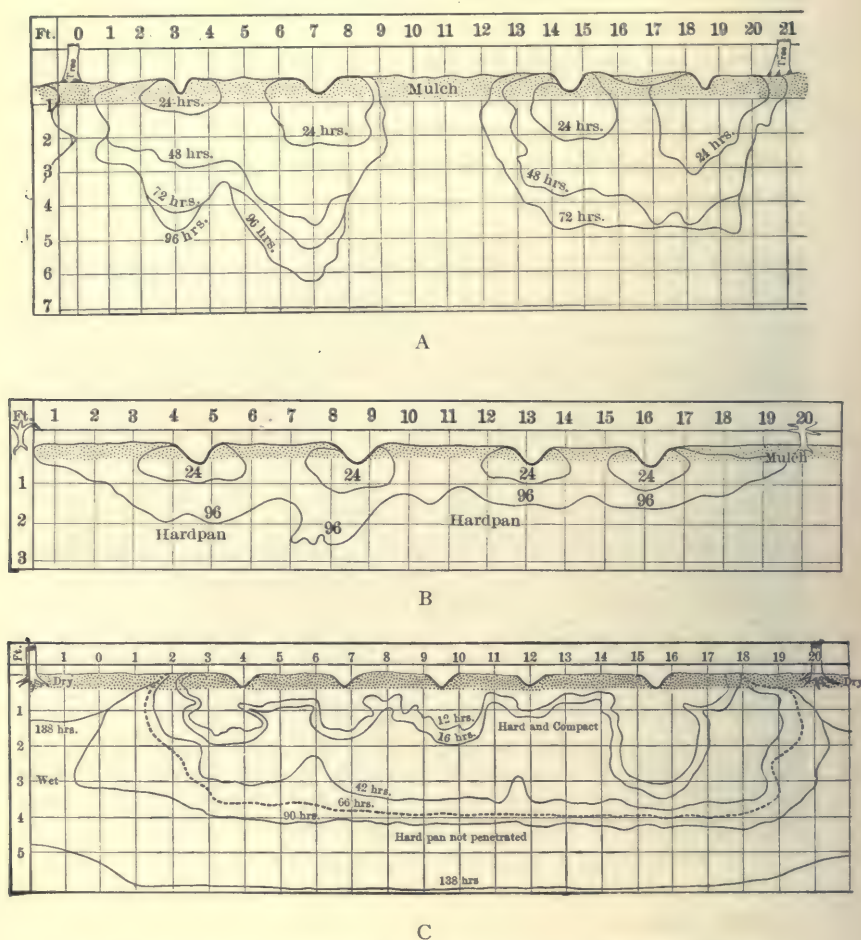 Ft. 0 1 2 3 4 5 6 7 8 9 10 11 12 13 14 15 16 17 18 19 20 21
Tree
Tree
Mulch
1
24 hrs.
24 hrs.
24 hrs.
24 hrs.
2
48 hrs.
3
48 hrs.
4
72 hrs.
72 hrs.
96 hrs.
96 hrs.
5
6
7
A
Ft. 1 2 3 4 5 6 7 8 9 10 11 12 13 14 15 16 17 18 19 20
Mulch
24
24
24
24
1
96
96
96
2
Hardpan
Hardpan
3
B
Ft. 1 0 1 2 3 4 5 6 7 8 9 10 11 12 13 14 15 16 17 18 19 20
Dry
Dry
1
12 hrs.
138 hrs.
16 hrs.
Hard and Compact
2
Wet
3
42 hrs.
66 hrs.
4
90 hrs.
Hard pan not penetrated
5
138 hrs
C